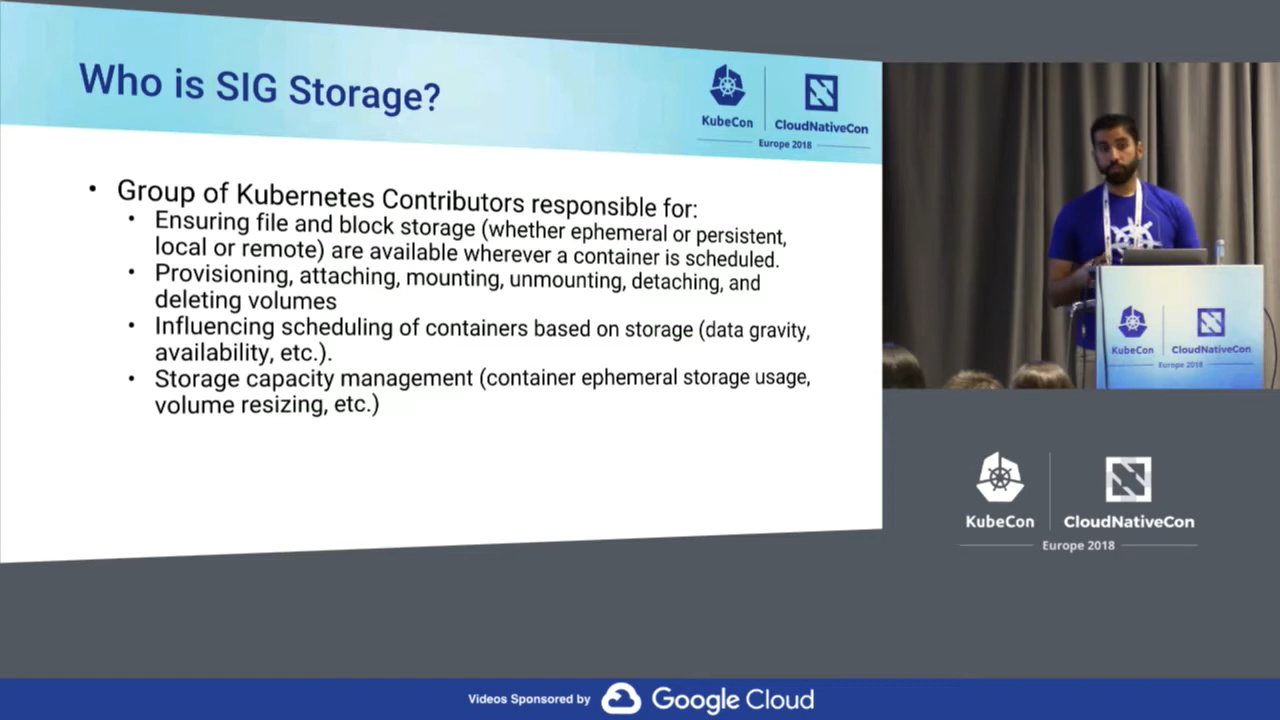 Who is SIG Storage?
KubeCon
CloudNativeCon
Europe 2018
• Group of Kubernetes Contributors responsible for:
• Ensuring file and block storage (whether ephemeral or persistent,
local or remote) are available wherever a container is scheduled.
• Provisioning, attaching, mounting, unmounting, detaching, and
deleting volumes
• Influencing scheduling of containers based on storage (data gravity,
availability, etc.).
• Storage capacity management (container ephemeral storage usage,
volume resizing, etc.)
KubeCon
CloudNativeCon
Europe 2018
KubeCon
CloudNativeCon
Europe 2018
Videos Sponsored by Google Cloud